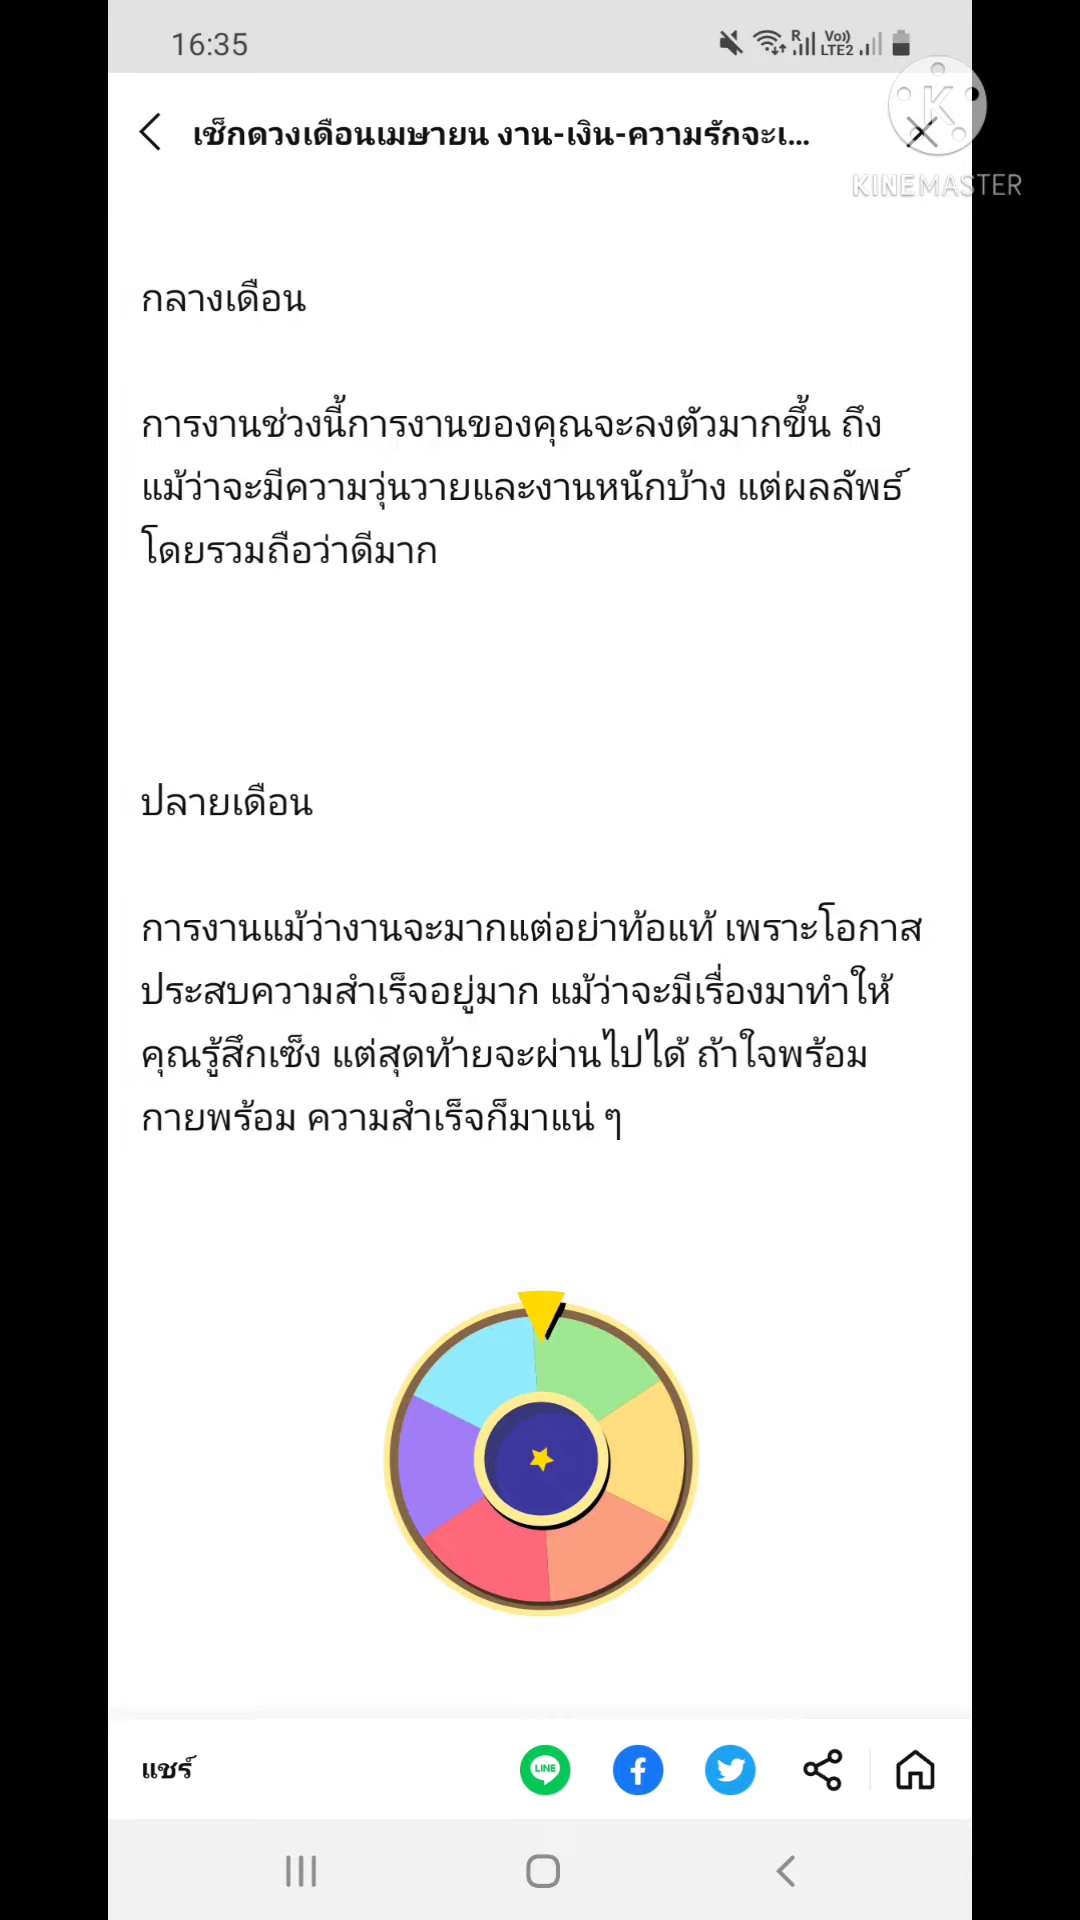 16:35
R
Vo))
LTE2
เช็กดวงเดือนเมษายน งาน-เงิน-ความรักจะเ...
K
KINEMASTER
กลางเดือน
การงานช่วงนี้การงานของคุณจะลงตัวมากขึ้น ถึง
แม้ว่าจะมีความวุ่นวายและงานหนักบ้าง แต่ผลลัพธ์
โดยรวมถือว่าดีมาก
ปลายเดือน
การงานแม้ว่างานจะมากแต่อย่าท้อแท้ เพราะโอกาส
ประสบความสำเร็จอยู่มาก แม้ว่าจะมีเรื่องมาทำให้
คุณรู้สึกเซ็ง แต่สุดท้ายจะผ่านไปได้ ถ้าใจพร้อม
กายพร้อม ความสำเร็จก็มาแน่ ๆ
แชร์
LINE